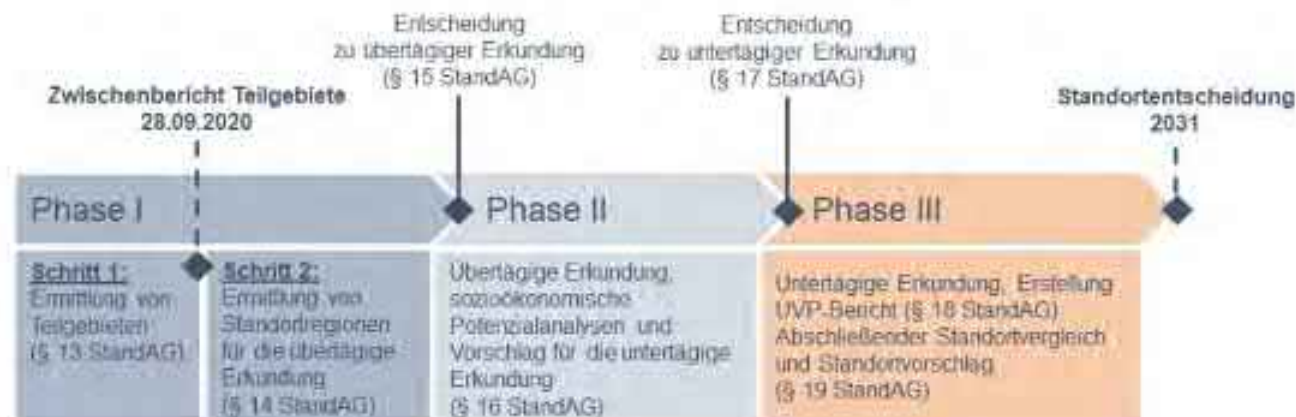 Entscheidung
zu übertägiger Erkundung
(§ 15 StandAG)
Entscheidung
zu untertägiger Erkundung
(§ 17 StandAG)
Zwischenbericht Teilgebiete
28.09.2020
Standortentscheidung
2031
Phase I
Phase II
Phase III
Schritt 1:
Ermittlung von
Teilgebieten
(§ 13 StandAG)
Schritt 2:
Ermittlung von
Standortregionen
für die übertägige
Erkundung
(§ 14 StandAG)
Übertägige Erkundung,
sozioökonomische
Potenzialanalysen und
Vorschlag für die untertägige
Erkundung
(§ 16 StandAG)
Untertägige Erkundung, Erstellung
UVP-Bericht (§ 18 StandAG)
Abschließender Standortvergleich
und Standortvorschlag
(§ 19 StandAG)